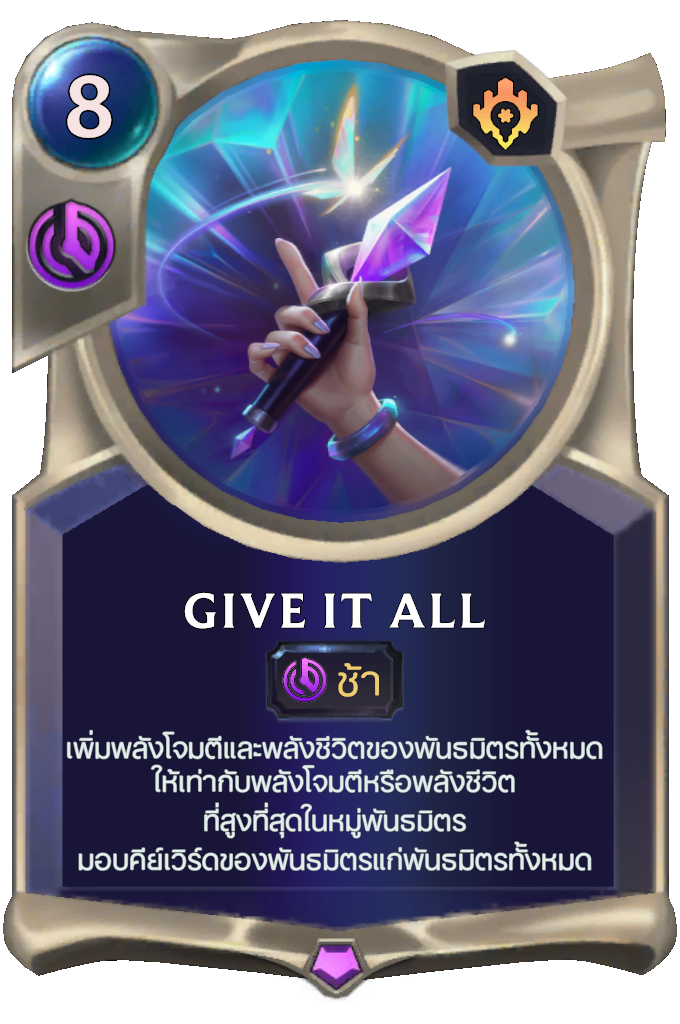 8
GIVE IT ALL
ช้า
เพิ่มพลังโจมตีและพลังชีวิตของพันธมิตรทั้งหมด
ให้เท่ากับพลังโจมตีหรือพลังชีวิต
ที่สูงที่สุดในหมู่พันธมิตร
มอบคีย์เวิร์ดของพันธมิตรแก่พันธมิตรทั้งหมด